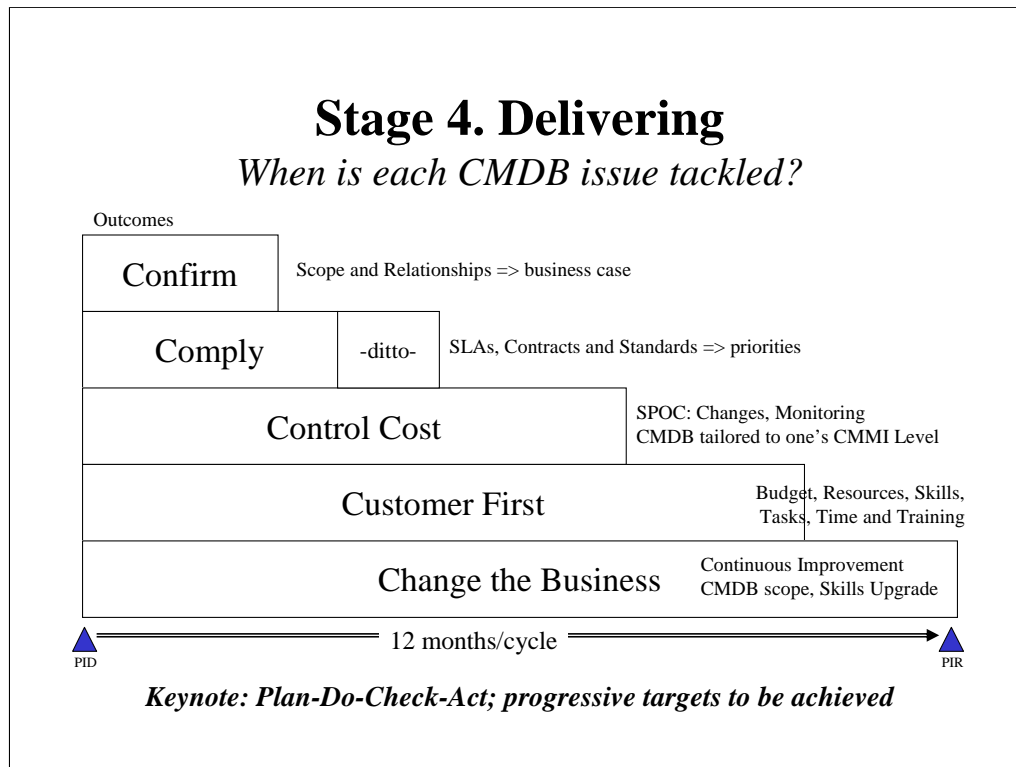 Stage 4. Delivering
When is each CMDB issue tackled?
Outcomes
Confirm
Scope and Relationships => business case
Comply
-ditto-
SLAs, Contracts and Standards => priorities
Control Cost
SPOC: Changes, Monitoring
CMDB tailored to one's CMMI Level
Customer First
Budget, Resources, Skills,
Tasks, Time and Training
Change the Business
Continuous Improvement
CMDB scope, Skills Upgrade
12 months/cycle
PID
PIR
Keynote: Plan-Do-Check-Act; progressive targets to be achieved